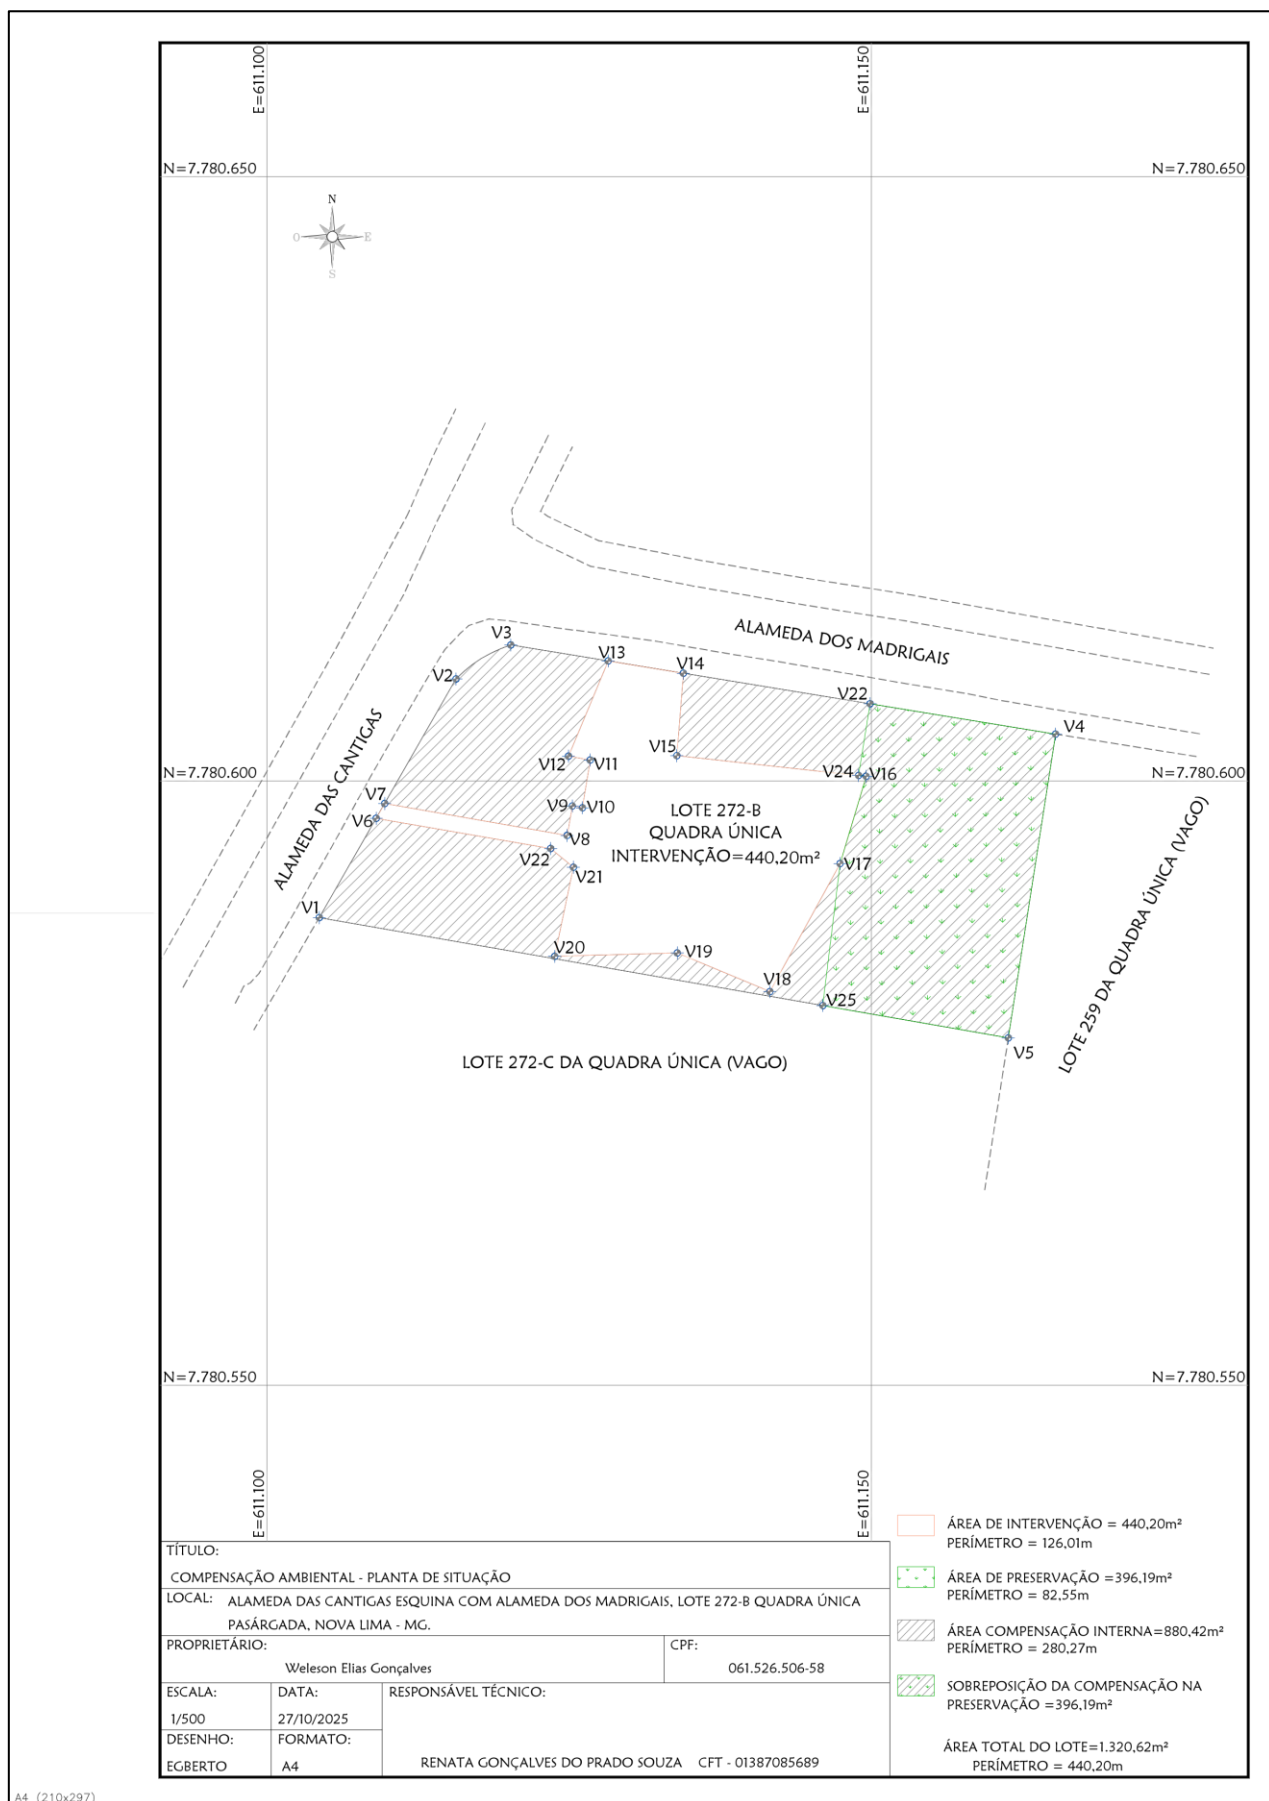 E=611.100
E=611.150
N=7.780.650
N=7.780.650
N
O
E
S
ALAMEDA DOS MADRIGAIS
V3
V13
V14
V2
V22
V4
ALAMEDA DAS CANTIGAS
V15
V12
V11
V24
V16
N=7.780.600
N=7.780.600
V7
V6
V9
V10
V8
LOTE 272-B
QUADRA ÚNICA
INTERVENÇÃO=440,20m²
V22
V21
V17
V1
V20
V19
V18
V25
V5
LOTE 259 DA QUADRA ÚNICA (VAGO)
LOTE 272-C DA QUADRA ÚNICA (VAGO)
N=7.780.550
N=7.780.550
E=611.100
E=611.150
ÁREA DE INTERVENÇÃO = 440,20m²
PERÍMETRO = 126,01m
ÁREA DE PRESERVAÇÃO =396,19m²
PERÍMETRO = 82,55m
ÁREA COMPENSAÇÃO INTERNA=880,42m²
PERÍMETRO = 280,27m
SOBREPOSIÇÃO DA COMPENSAÇÃO NA
PRESERVAÇÃO =396,19m²
ÁREA TOTAL DO LOTE=1.320,62m²
PERÍMETRO = 440,20m
TÍTULO:
COMPENSAÇÃO AMBIENTAL - PLANTA DE SITUAÇÃO
LOCAL: ALAMEDA DAS CANTIGAS ESQUINA COM ALAMEDA DOS MADRIGAIS, LOTE 272-B QUADRA ÚNICA
PASÁRGADA, NOVA LIMA - MG.
PROPRIETÁRIO:
Weleson Elias Gonçalves
CPF:
061.526.506-58
ESCALA:
1/500
DATA:
27/10/2025
RESPONSÁVEL TÉCNICO:
DESENHO:
EGBERTO
FORMATO:
A4
RENATA GONÇALVES DO PRADO SOUZA CFT - 01387085689
A4 (210x297)